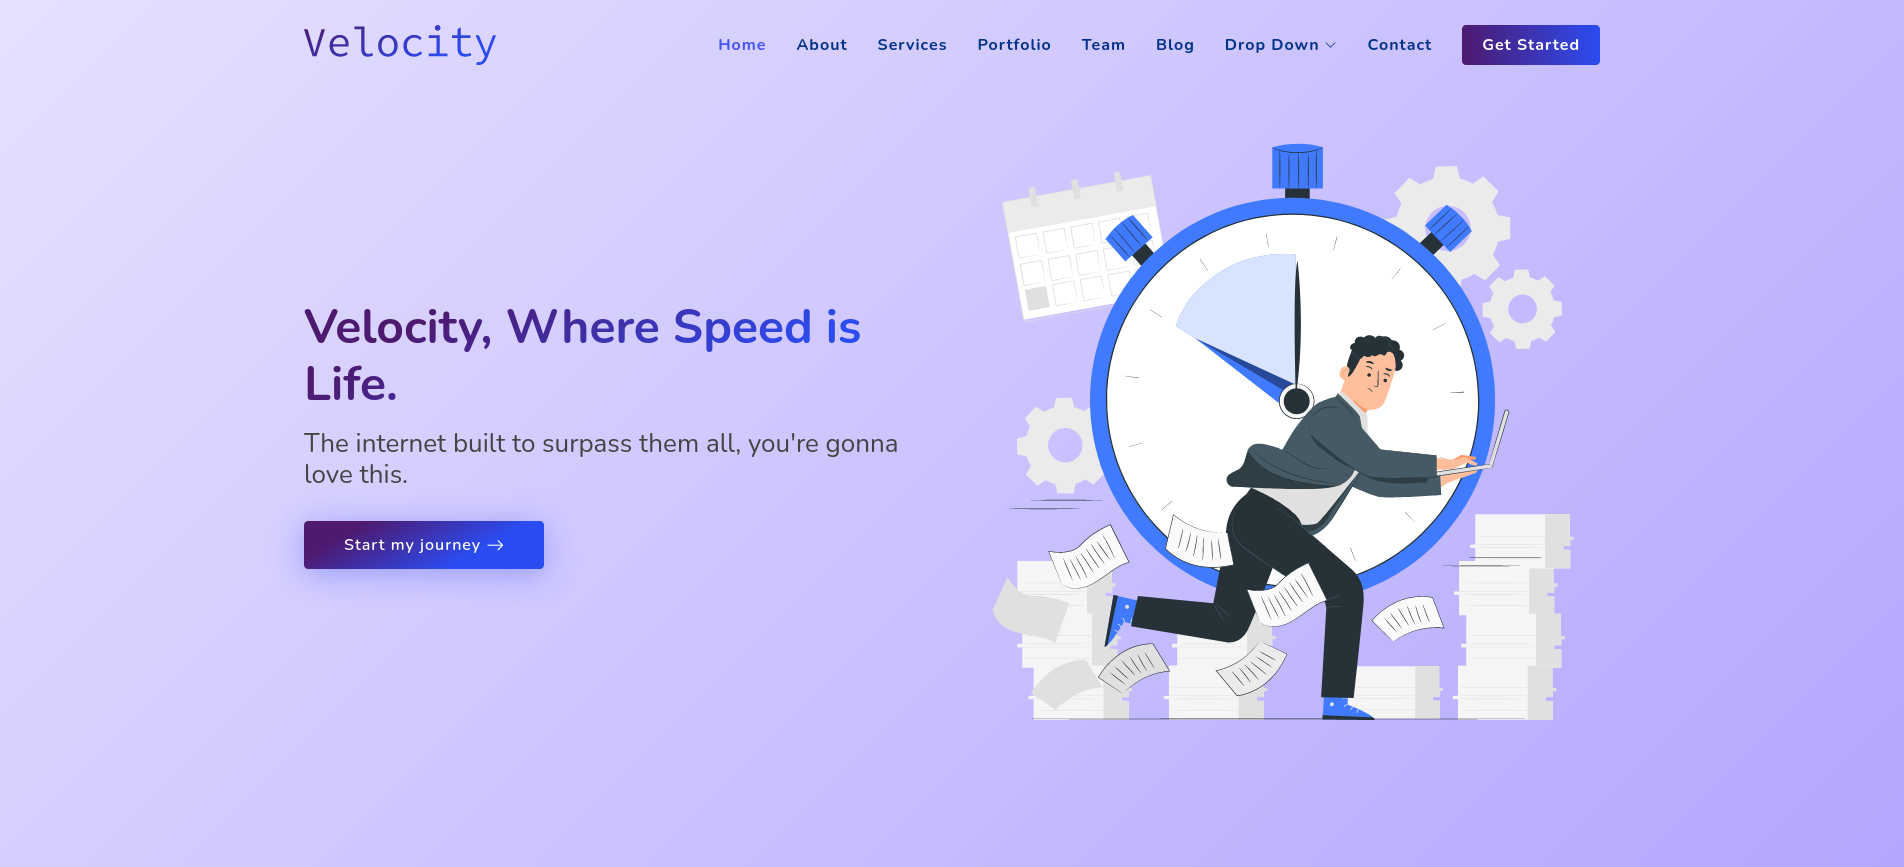 Velocity
Home About Services Portfolio Team Blog Drop Down Contact Get Started
Velocity, Where Speed is
Life.
The internet built to surpass them all, you're gonna
love this.
Start my journey →